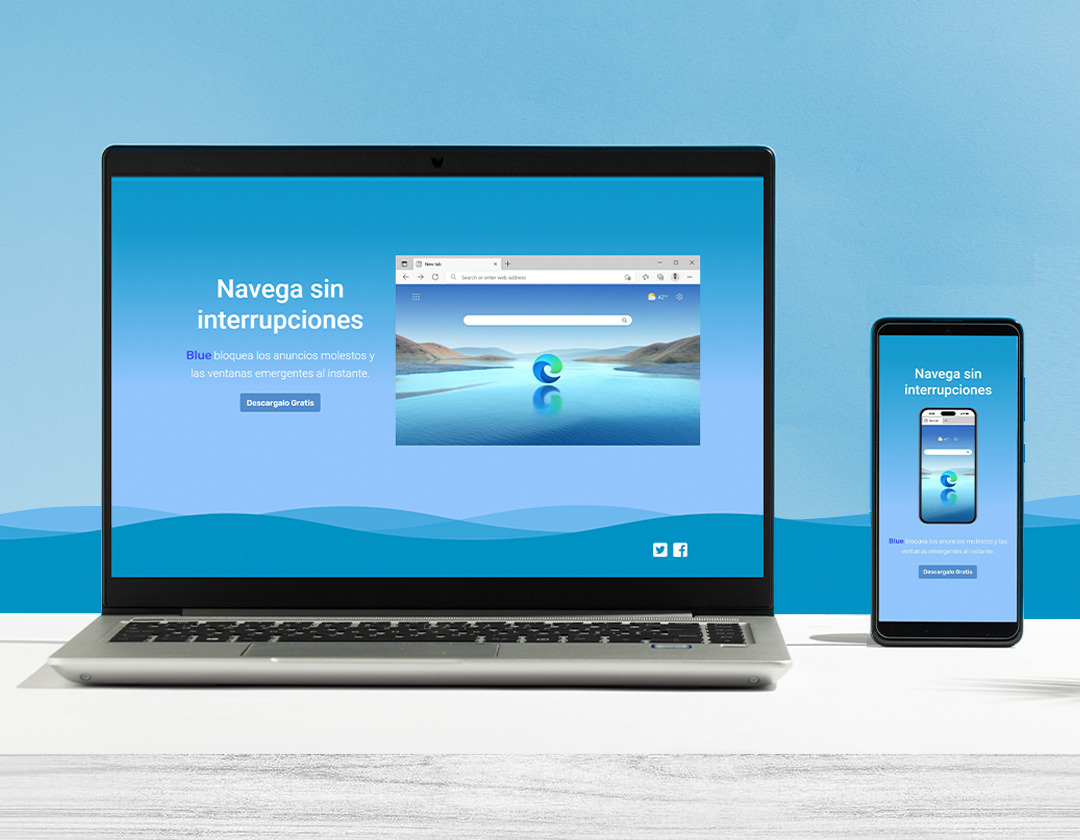 Navega sin
interrupciones
Blue bloquea los anuncios molestos y
las ventanas emergentes al instante.
Descargalo Gratis
New tab
Search or enter web address
42°
Navega sin
interrupciones
Blue bloquea los anuncios molestos y las
ventanas emergentes al instante.
Descargalo Gratis